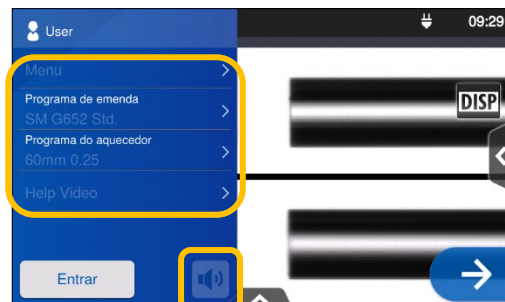 User
09:29
Menu
Programa de emenda
SM G652 Std.
Programa do aquecedor
60mm 0.25
Help Video
Entrar
DISP